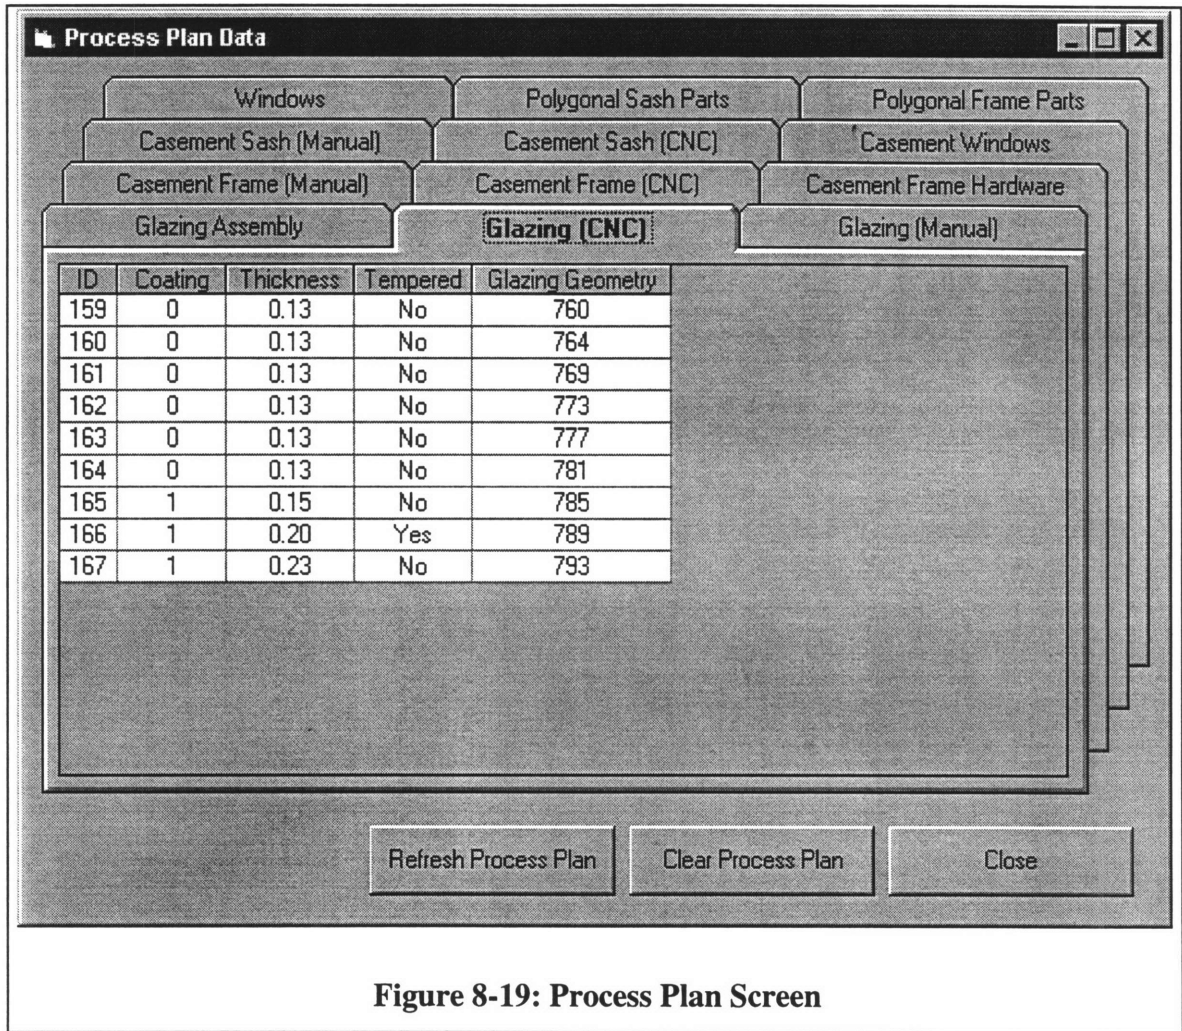 Process Plan Data
Windows Polygonal Sash Parts Polygonal Frame Parts
Casement Sash (Manual) Casement Sash (CNC) Casement Windows
Casement Frame (Manual) Casement Frame (CNC) Casement Frame Hardware
Glazing Assembly Glazing (CNC) Glazing (Manual)
ID Coating Thickness Tempered Glazing Geometry
159 0 0.13 No 760
160 0 0.13 No 764
161 0 0.13 No 769
162 0 0.13 No 773
163 0 0.13 No 777
164 0 0.13 No 781
165 1 0.15 No 785
166 1 0.20 Yes 789
167 1 0.23 No 793
Refresh Process Plan Clear Process Plan Close
Figure 8-19: Process Plan Screen